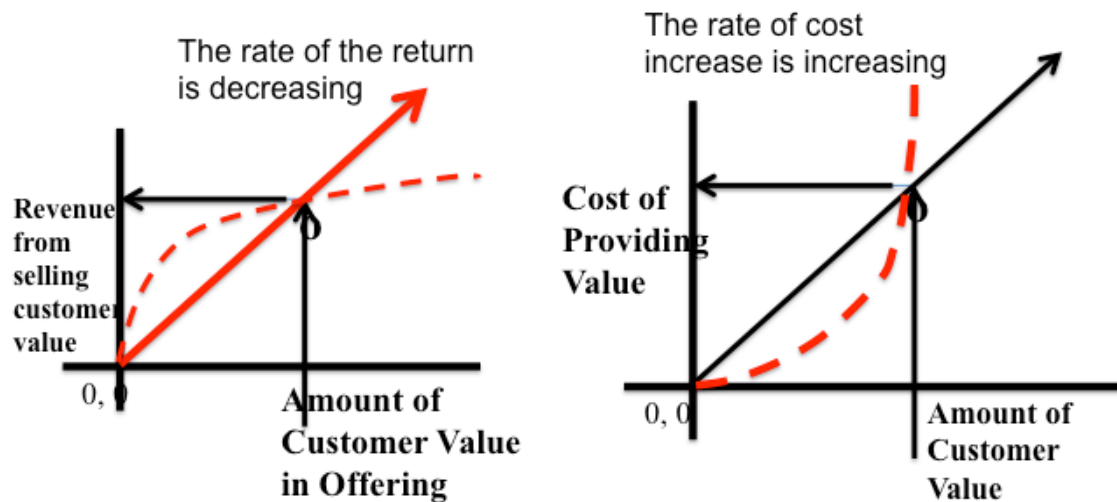 The rate of the return
is decreasing
Revenue
from
selling
customer
value
0, 0
Amount of
Customer Value
in Offering
The rate of cost
increase is increasing
Cost of
Providing
Value
0, 0
Amount of
Customer
Value